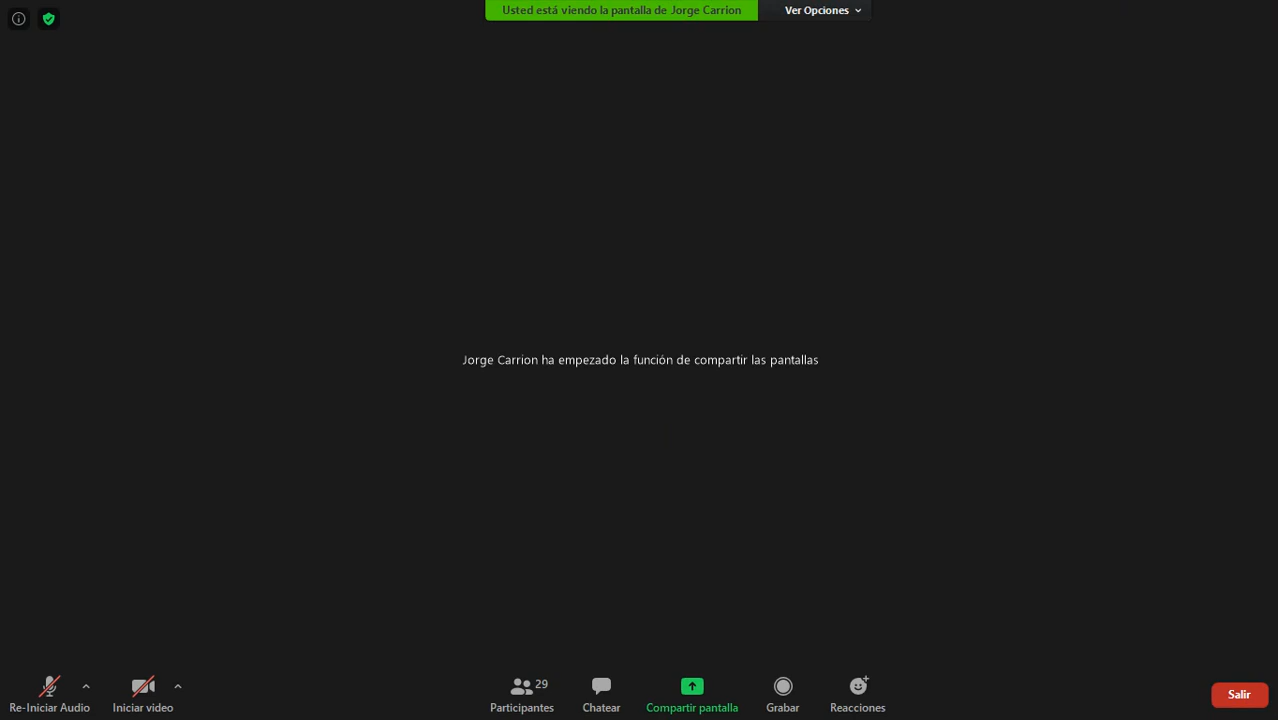 Usted está viendo la pantalla de Jorge Carrion
Ver Opciones
Jorge Carrion ha empezado la función de compartir las pantallas
Re-Iniciar Audio
Iniciar video
29
Participantes
Chatear
Compartir pantalla
Grabar
Reacciones
Salir